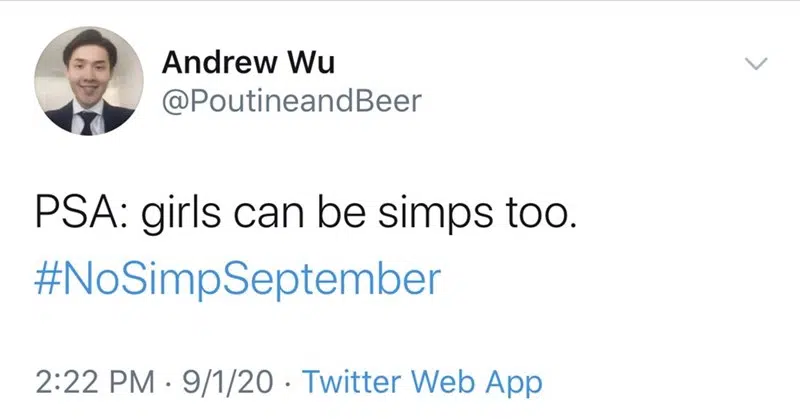 Andrew Wu
@PoutineandBeer
PSA: girls can be simps too.
#NoSimpSeptember
2:22 PM · 9/1/20 · Twitter Web App